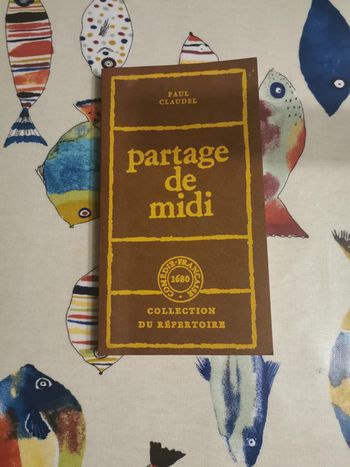 PAUL
CLAUDEL
partage
de
midi
COMÉDIE-FRANÇAISE
1680
COLLECTION
DU RÉPERTOIRE